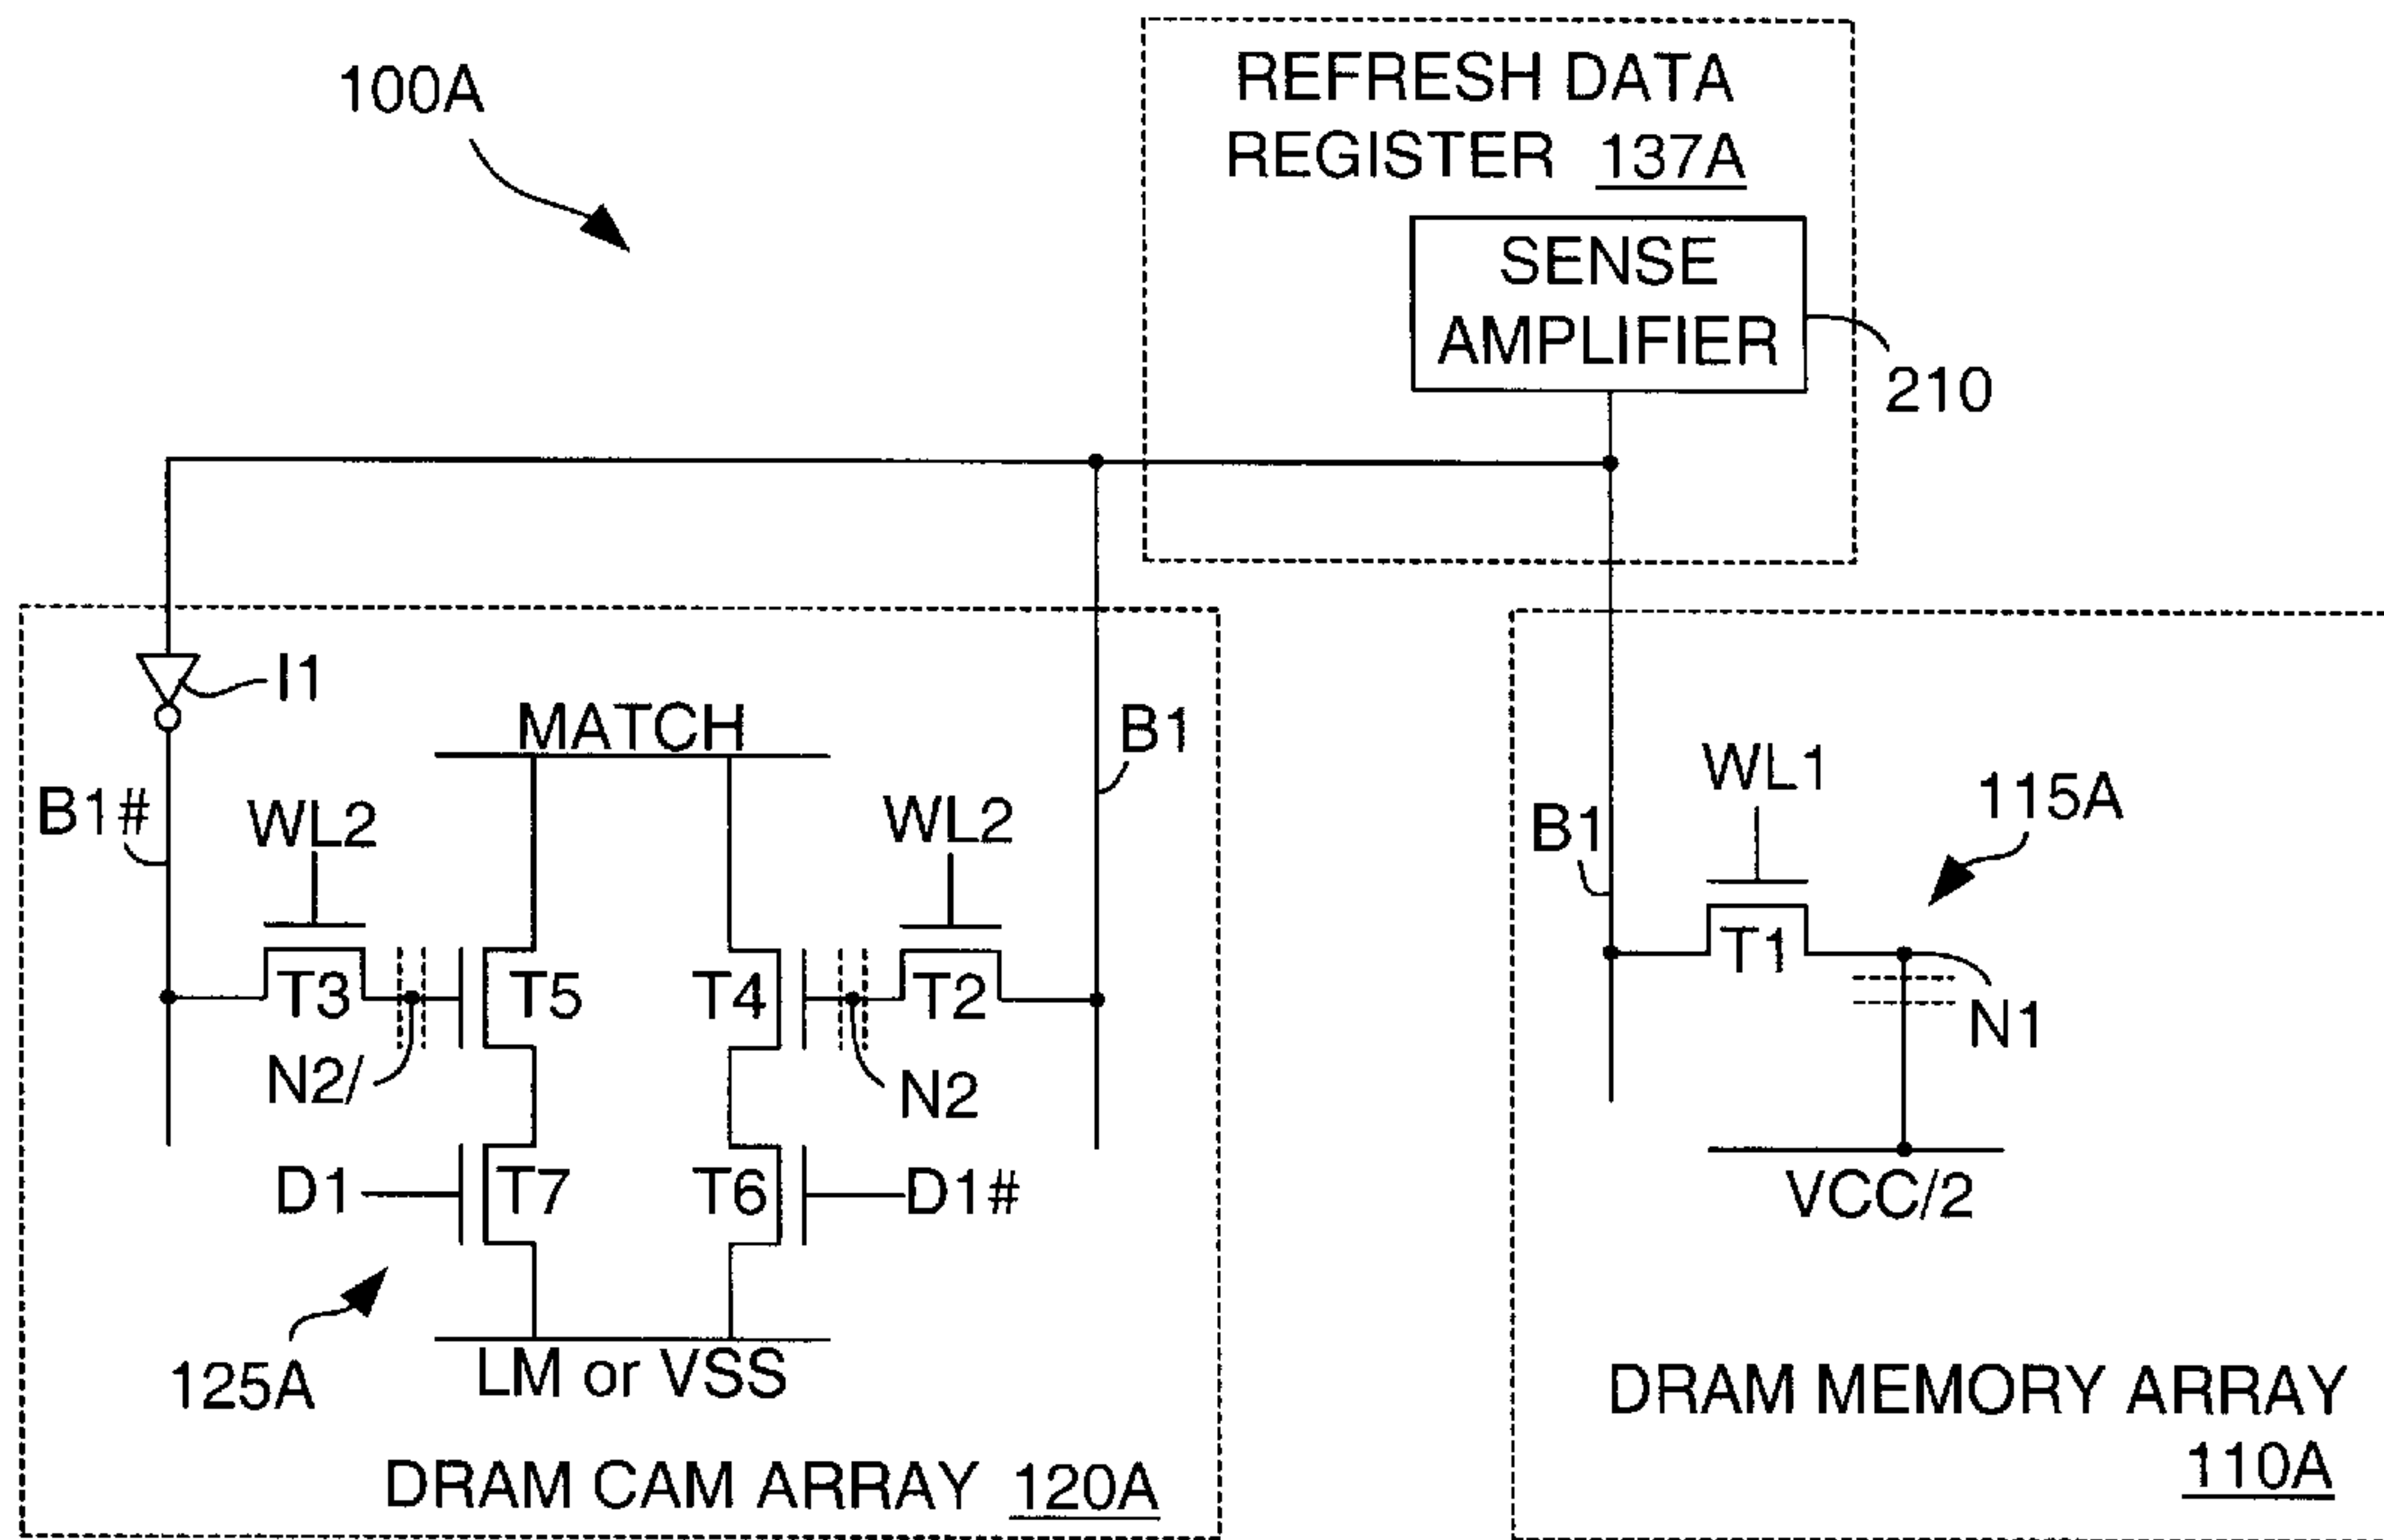 100A
REFRESH DATA
REGISTER 137A
SENSE
AMPLIFIER
210
I1
MATCH
B1
B1#
WL2
WL2
WL1
115A
B1
T3
T5
T4
T2
T1
N2/
N2
N1
D1
T7
T6
D1#
VCC/2
125A
LM or VSS
DRAM MEMORY ARRAY
110A
DRAM CAM ARRAY 120A